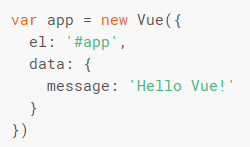 var app = new Vue({
  el: '#app',
  data: {
    message: 'Hello Vue!'
  }
})